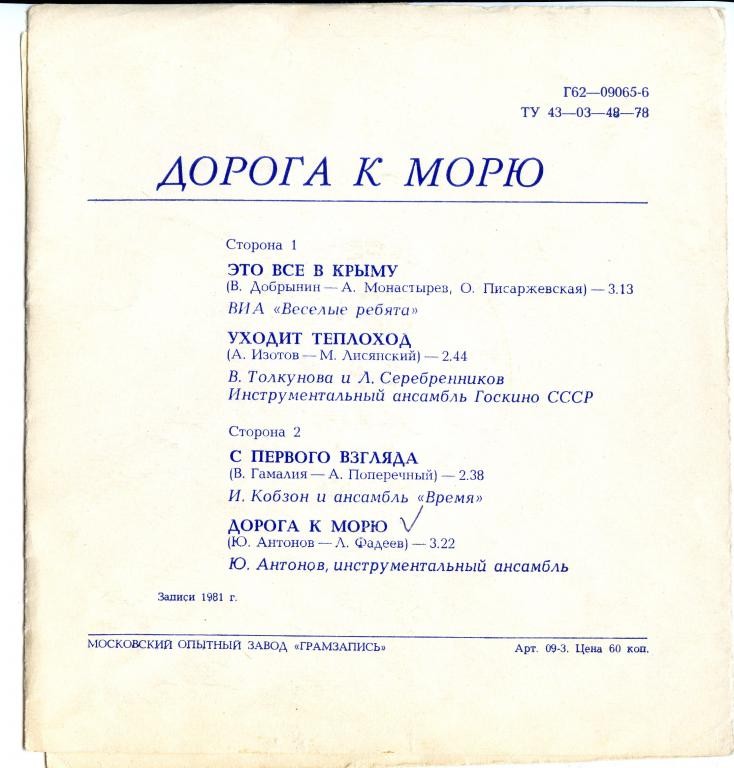 Г62—09065-6
ТУ 43—03—48—78
ДОРОГА К МОРЮ
Сторона 1
ЭТО ВСЕ В КРЫМУ
(В. Добрынин — А. Монастырев, О. Писаржевская) — 3.13
ВИА «Веселые ребята»
УХОДИТ ТЕПЛОХОД
(А. Изотов — М. Лисянский) — 2.44
В. Толкунова и Л. Серебренников
Инструментальный ансамбль Госкино СССР
Сторона 2
С ПЕРВОГО ВЗГЛЯДА
(В. Гамалия — А. Поперечный) — 2.38
И. Кобзон и ансамбль «Время»
ДОРОГА К МОРЮ
(Ю. Антонов — Л. Фадеев) — 3.22
Ю. Антонов, инструментальный ансамбль
Записи 1981 г.
МОСКОВСКИЙ ОПЫТНЫЙ ЗАВОД «ГРАМЗАПИСЬ»
Арт. 09-3. Цена 60 коп.